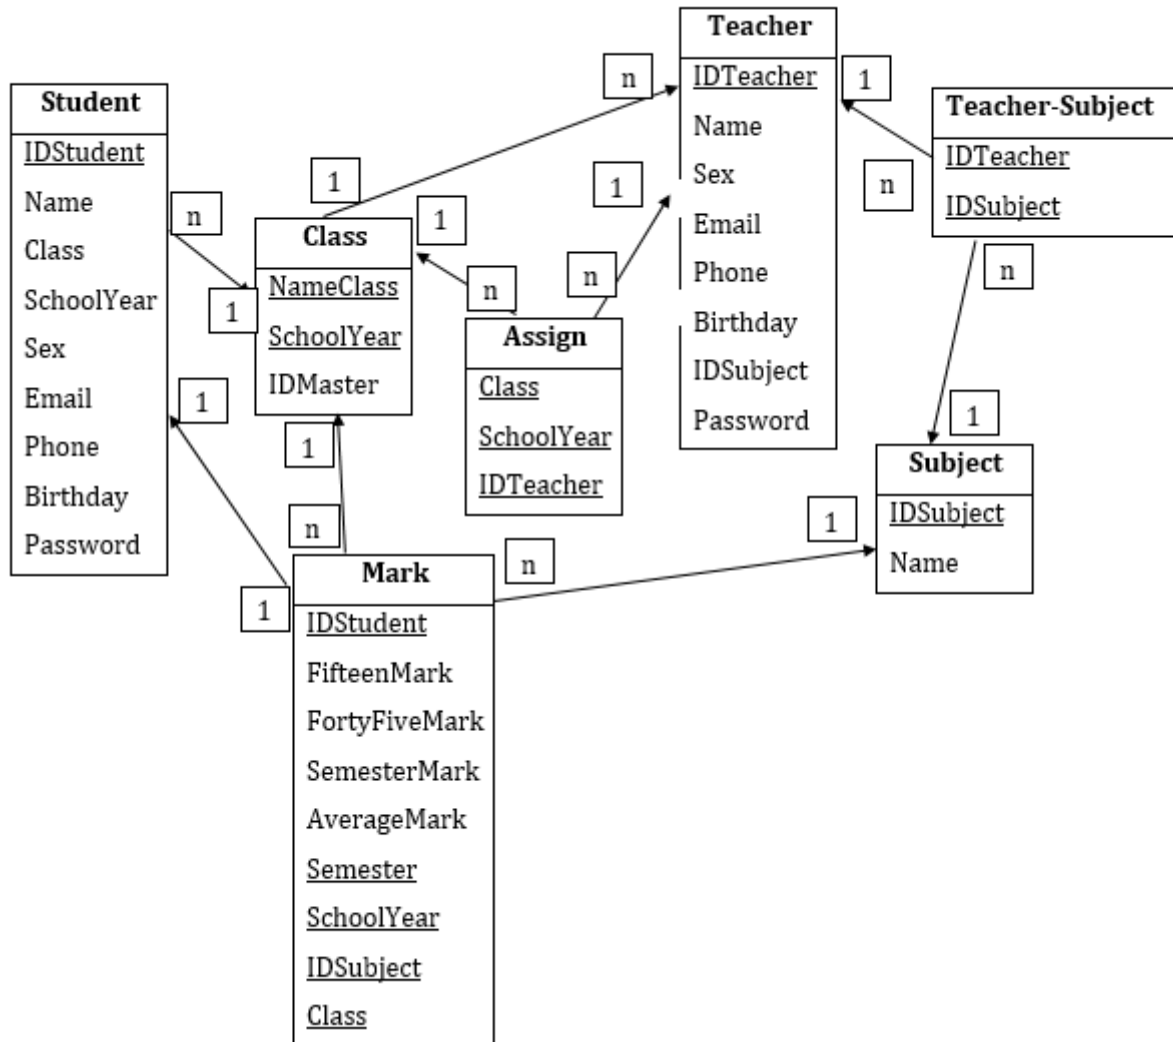 Teacher
IDTeacher
Name
Sex
Email
Phone
Birthday
IDSubject
Password
Student
IDStudent
Name
Class
SchoolYear
Sex
Email
Phone
Birthday
Password
Teacher-Subject
IDTeacher
IDSubject
Class
NameClass
SchoolYear
IDMaster
Assign
Class
SchoolYear
IDTeacher
Subject
IDSubject
Name
Mark
IDStudent
FifteenMark
FortyFiveMark
SemesterMark
AverageMark
Semester
SchoolYear
IDSubject
Class
n
1
1
n
n
1
1
n
1
n
n
1
1
1
1
n
n
1